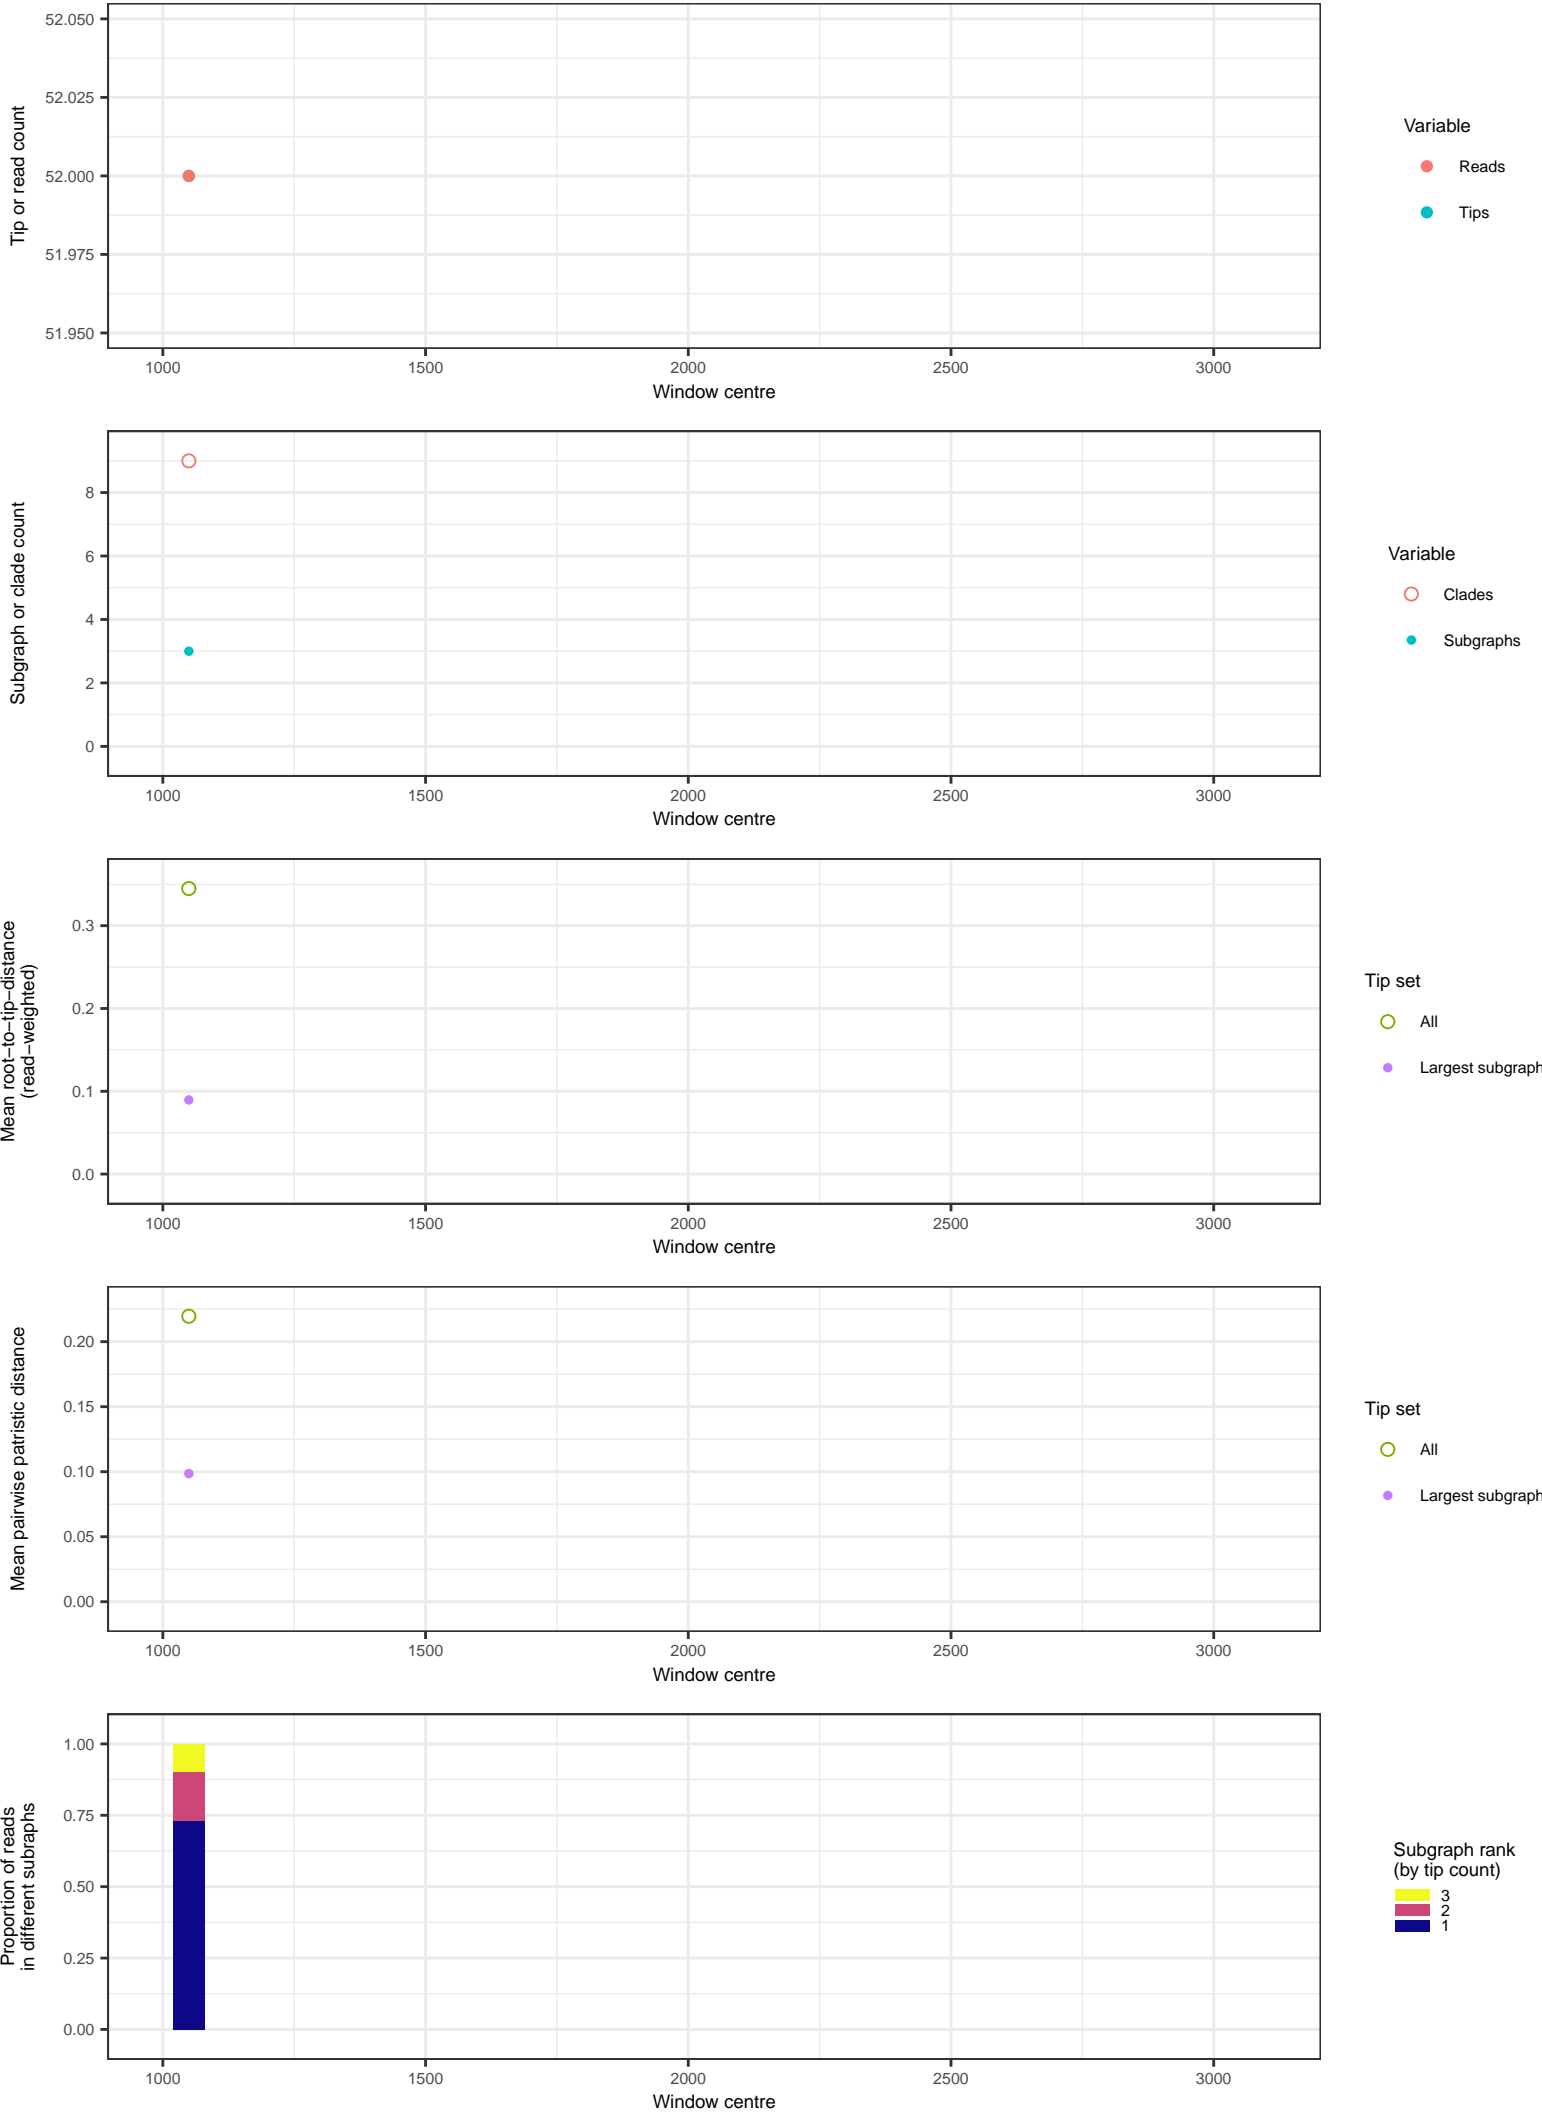 52.050
52.025
52.000
51.975
51.950
Tip or read count
1000 1500 2000 2500 3000
Window centre
Variable
Reads
Tips
8
6
4
2
0
Subgraph or clade count
1000 1500 2000 2500 3000
Window centre
Variable
Clades
Subgraphs
0.3
0.2
0.1
0.0
Mean root−to−tip−distance
(read−weighted)
1000 1500 2000 2500 3000
Window centre
Tip set
All
Largest subgraph
0.20
0.15
0.10
0.05
0.00
Mean pairwise patristic distance
1000 1500 2000 2500 3000
Window centre
Tip set
All
Largest subgraph
1.00
0.75
0.50
0.25
0.00
Proportion of reads
in different subraphs
1000 1500 2000 2500 3000
Window centre
Subgraph rank
(by tip count)
3
2
1